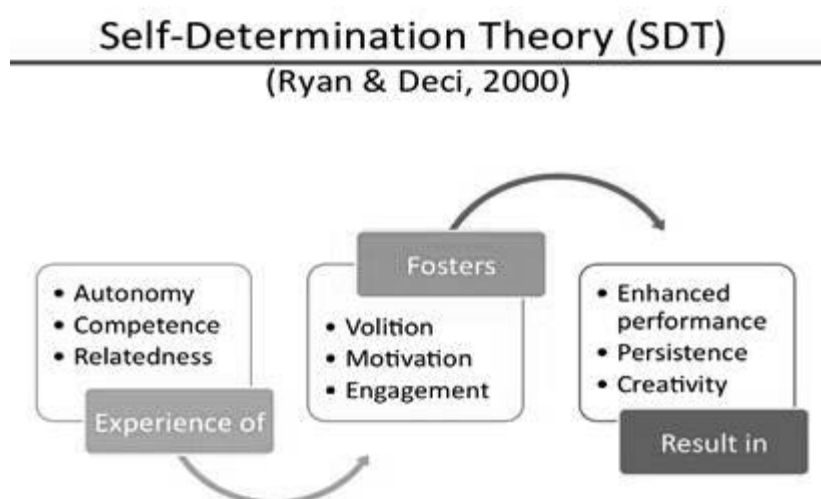 Self-Determination Theory (SDT)
(Ryan & Deci, 2000)
• Autonomy
• Competence
• Relatedness
Experience of
Fosters
• Volition
• Motivation
• Engagement
• Enhanced
performance
• Persistence
• Creativity
Result in